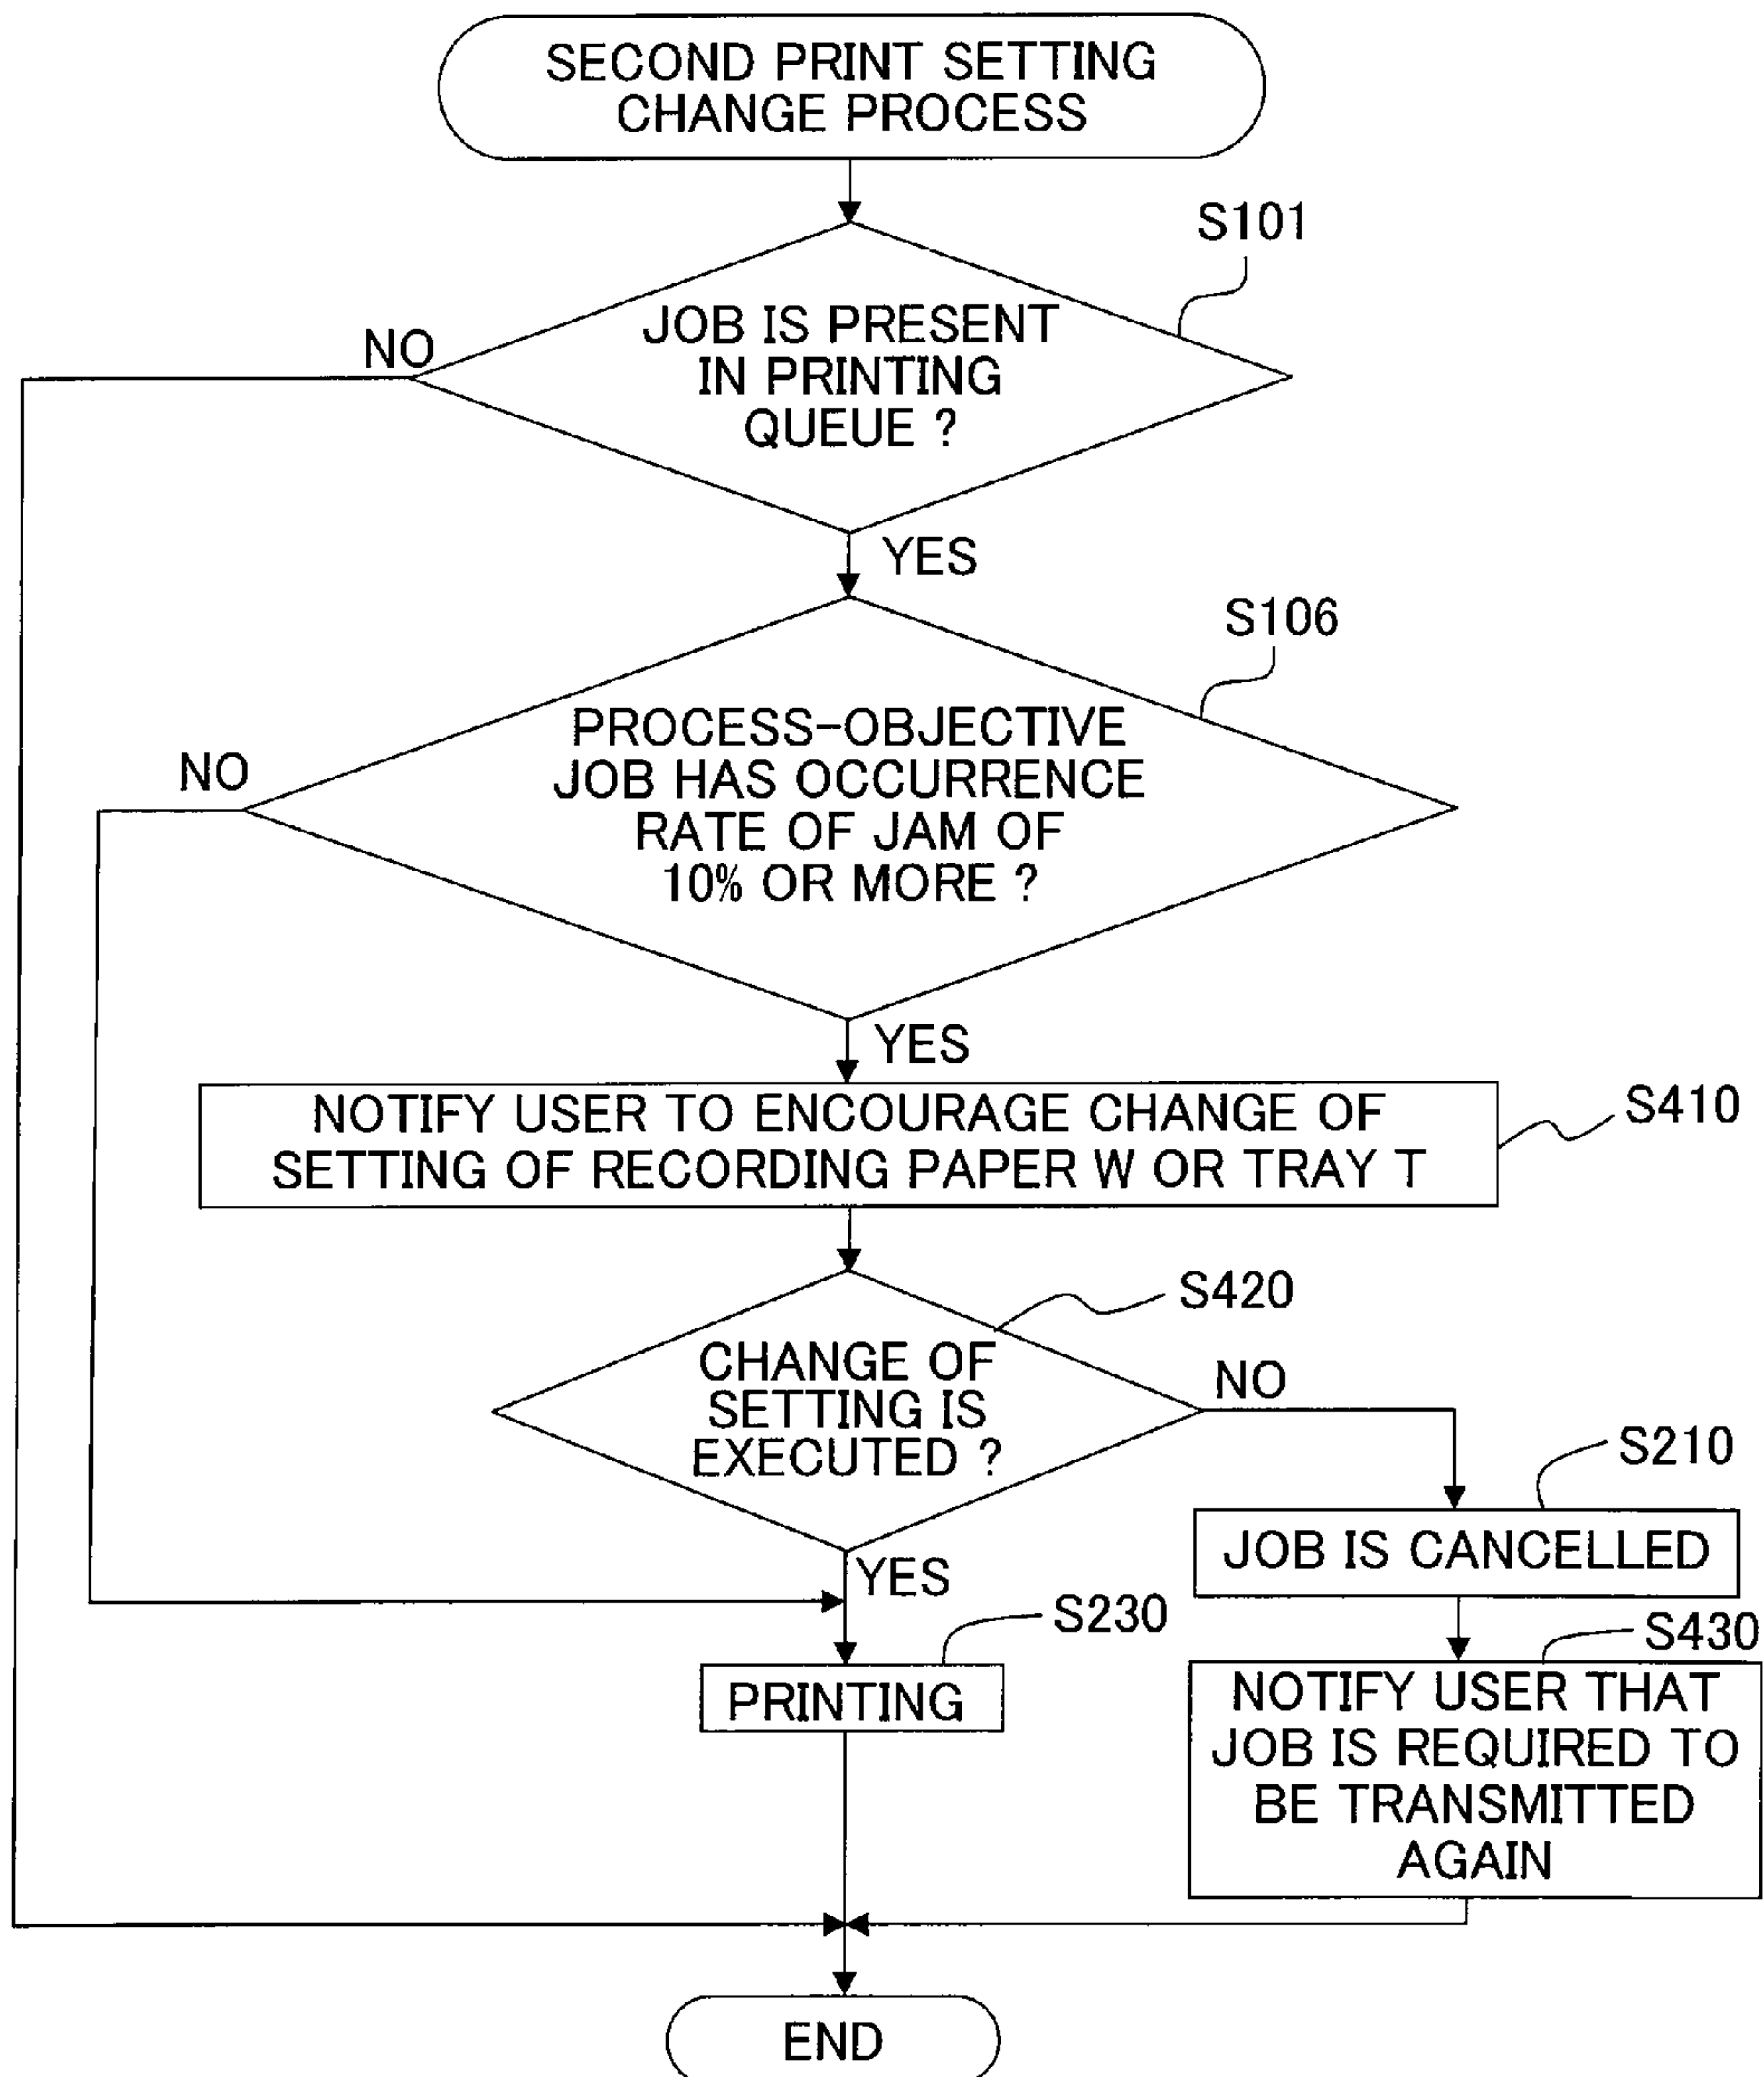 SECOND PRINT SETTING
CHANGE PROCESS
S101
JOB IS PRESENT
IN PRINTING
QUEUE ?
NO
YES
S106
PROCESS-OBJECTIVE
JOB HAS OCCURRENCE
RATE OF JAM OF
10% OR MORE ?
NO
YES
S410
NOTIFY USER TO ENCOURAGE CHANGE OF
SETTING OF RECORDING PAPER W OR TRAY T
S420
CHANGE OF
SETTING IS
EXECUTED ?
NO
S210
JOB IS CANCELLED
YES
S230
PRINTING
S430
NOTIFY USER THAT
JOB IS REQUIRED TO
BE TRANSMITTED
AGAIN
END